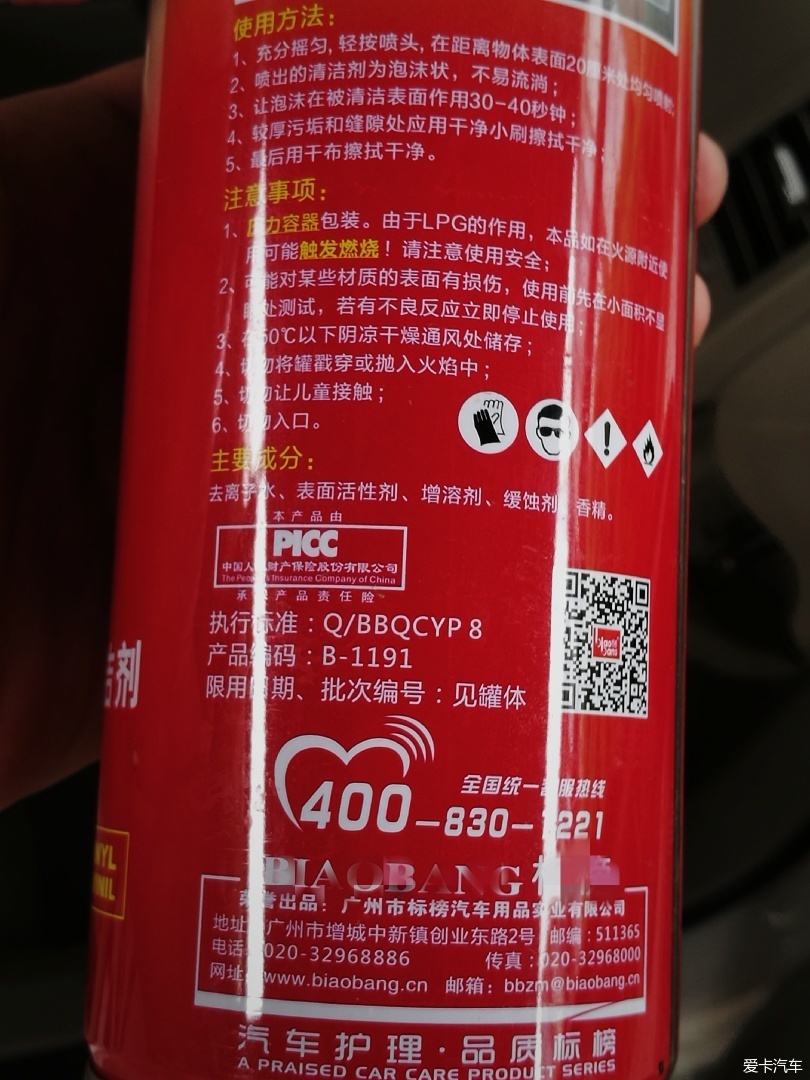 使用方法：
1、充分摇匀，轻按喷头，在距离物体表面20厘米处均匀喷射；
2、喷出的清洁剂为泡沫状，不易流淌；
3、让泡沫在被清洁表面作用30-40秒钟；
4、较厚污垢和缝隙处应用干净小刷擦拭干净；
5、最后用干布擦拭干净。
注意事项：
1、压力容器包装。由于LPG的作用，本品如在火源附近使
用可能触发燃烧！请注意使用安全；
2、可能对某些材质的表面有损伤，使用前先在小面积不显
眼处测试，若有不良反应立即停止使用；
3、在50℃以下阴凉干燥通风处储存；
4、切勿将罐戳穿或抛入火焰中；
5、切勿让儿童接触；
6、切勿入口。
主要成分：
去离子水、表面活性剂、增溶剂、缓蚀剂、香精。
本产品由
PICC
中国人民财产保险股份有限公司
The People's Insurance Company of China
承保产品责任险
执行标准：Q/BBQCYP 8
产品编码：B-1191
限用日期、批次编号：见罐体
biao bang
洁剂
全国统一客服热线
400-830-1221
NYL
NIL
BIAOBANG 标
荣誉出品：广州市标榜汽车用品实业有限公司
地址：广州市增城中新镇创业东路2号 邮编：511365
电话：020-32968886 传真：020-32968000
网址：www.biaobang.cn 邮箱：bbzm@biaobang.cn
汽车护理·品质标榜
A PRAISED CAR CARE PRODUCT SERIES
爱卡汽车